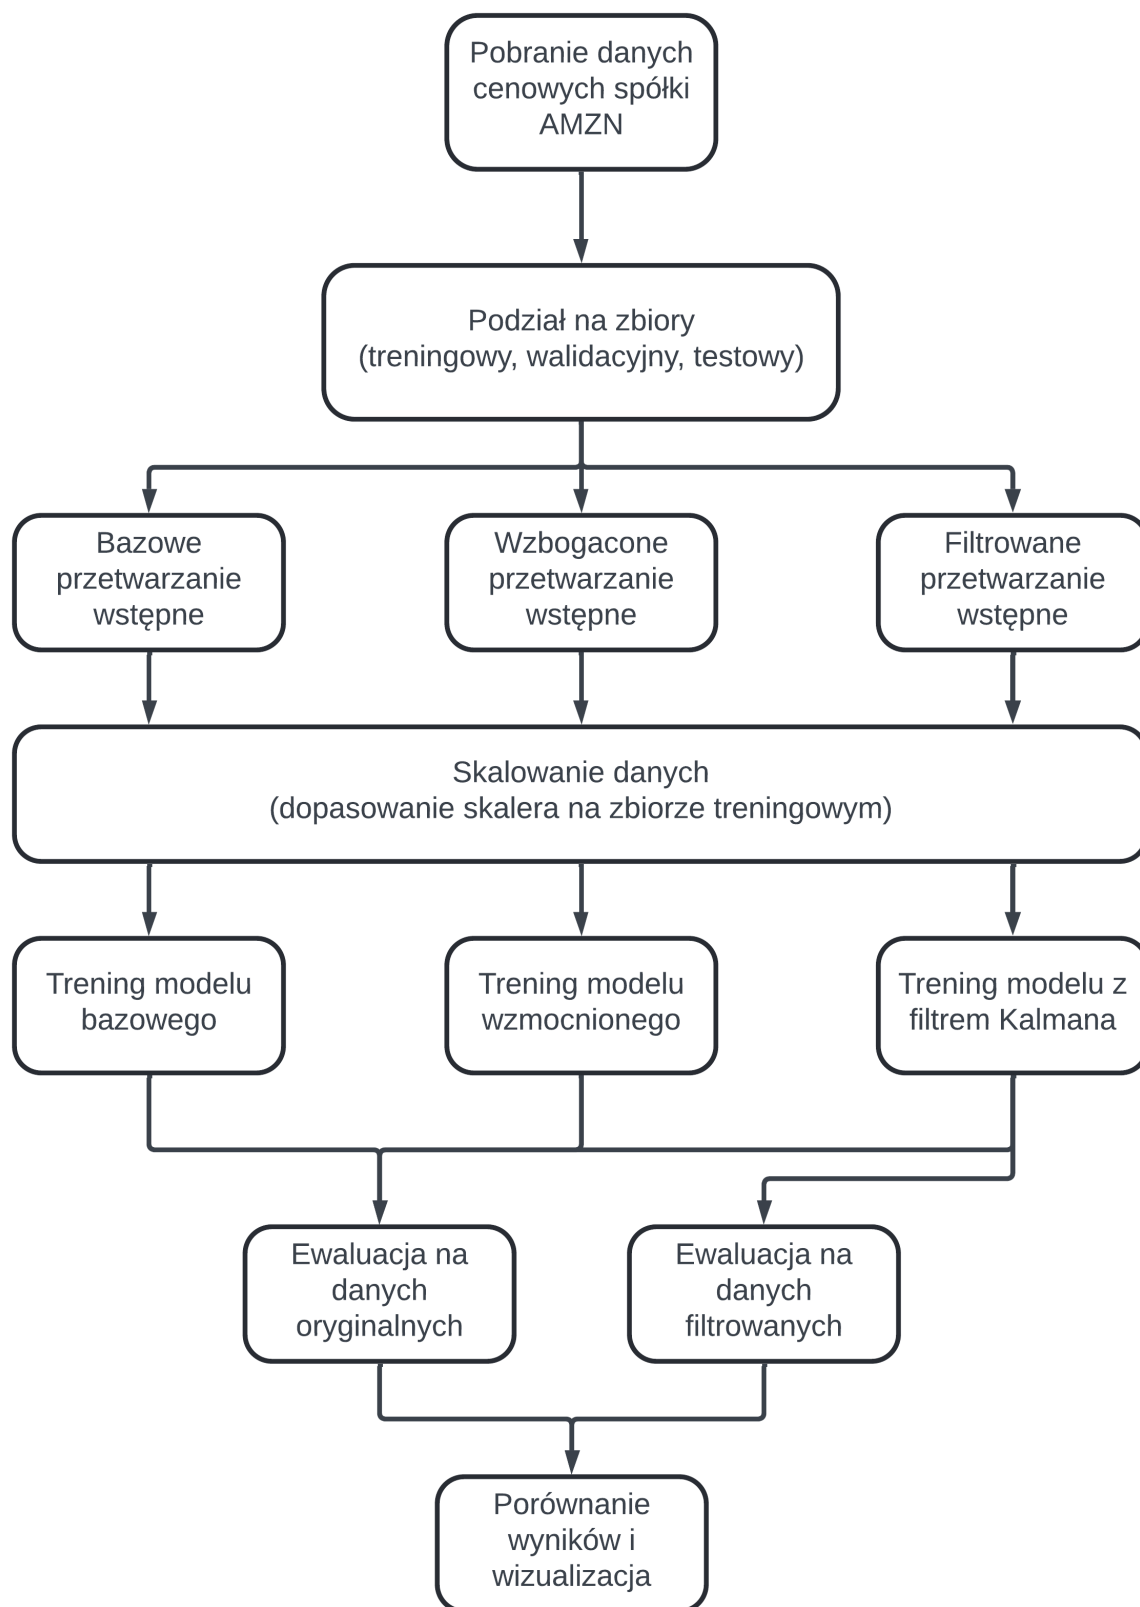 Pobranie danych
cenowych spółki
AMZN
Podział na zbiory
(treningowy, walidacyjny, testowy)
Bazowe
przetwarzanie
wstępne
Wzbogacone
przetwarzanie
wstępne
Filtrowane
przetwarzanie
wstępne
Skalowanie danych
(dopasowanie skalera na zbiorze treningowym)
Trening modelu
bazowego
Trening modelu
wzmocnionego
Trening modelu z
filtrem Kalmana
Ewaluacja na
danych
oryginalnych
Ewaluacja na
danych
filtrowanych
Porównanie
wyników i
wizualizacja